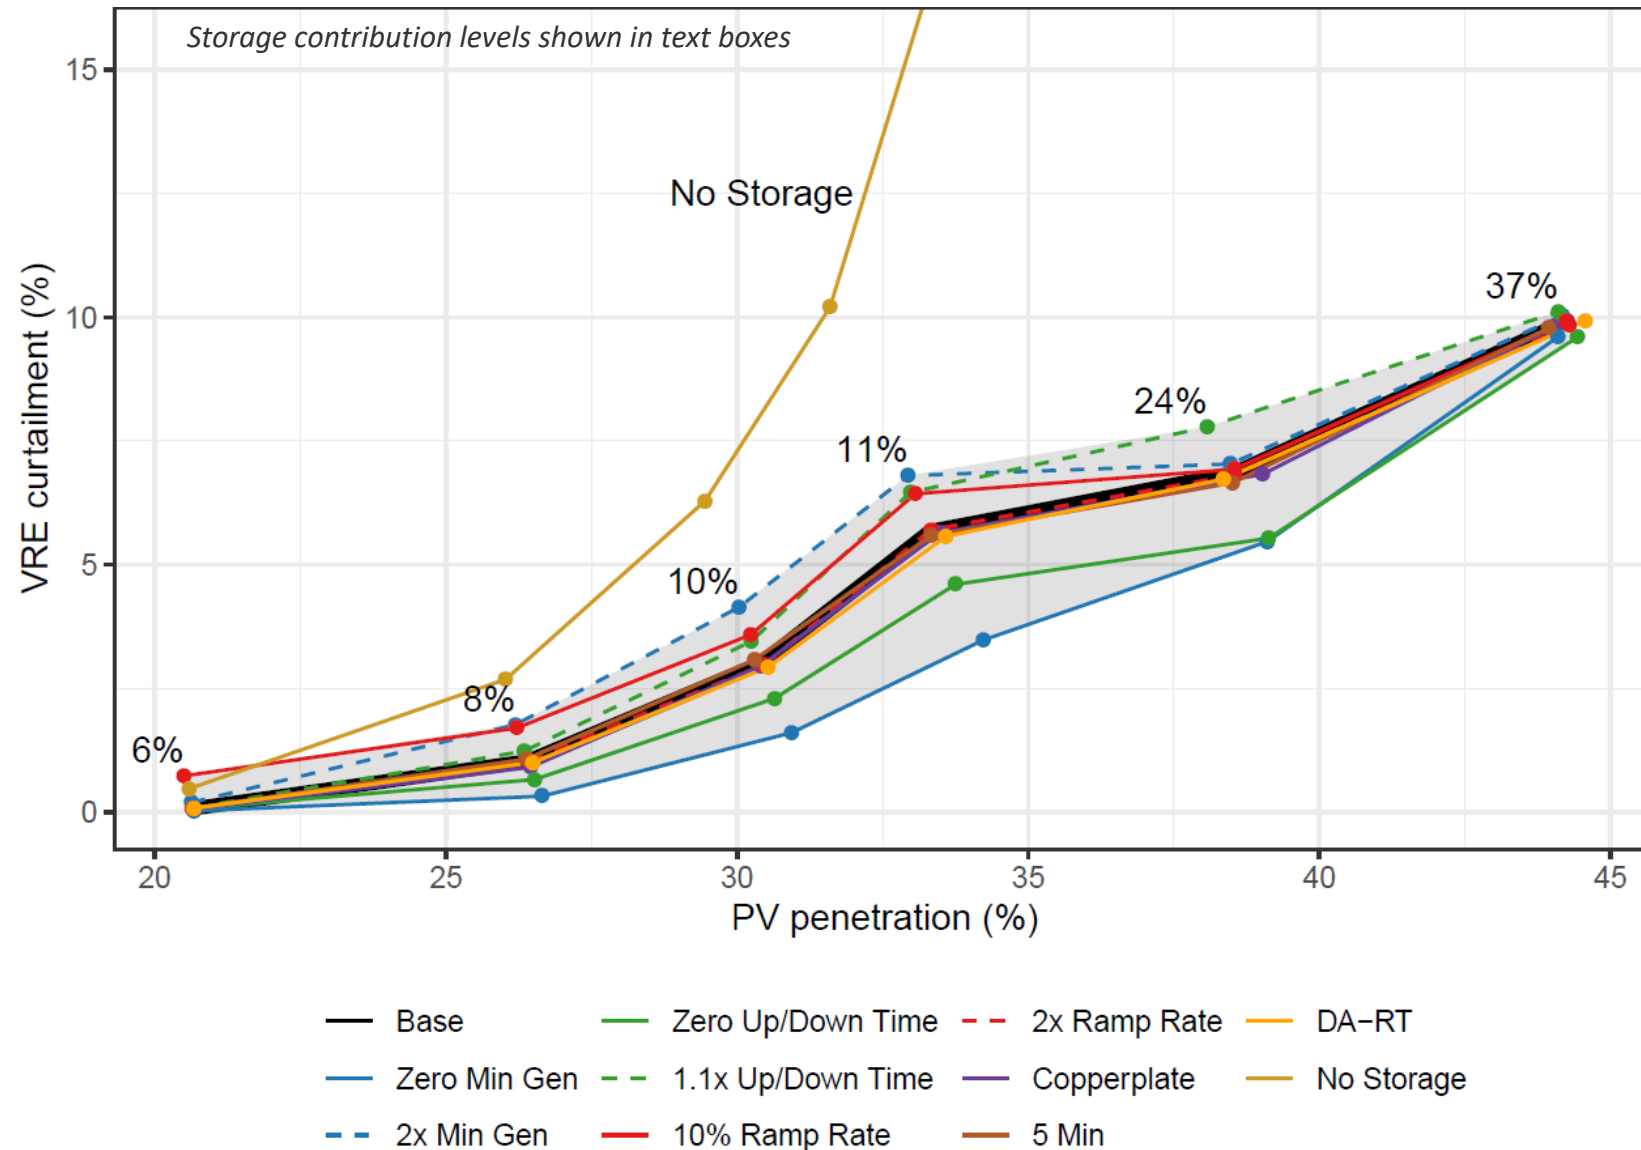 Storage contribution levels shown in text boxes
15
No Storage
VRE curtailment (%)
10
37%
24%
11%
5
10%
8%
6%
0
20 25 30 35 40 45
PV penetration (%)
Base Zero Up/Down Time 2x Ramp Rate DA−RT
Zero Min Gen 1.1x Up/Down Time Copperplate No Storage
2x Min Gen 10% Ramp Rate 5 Min